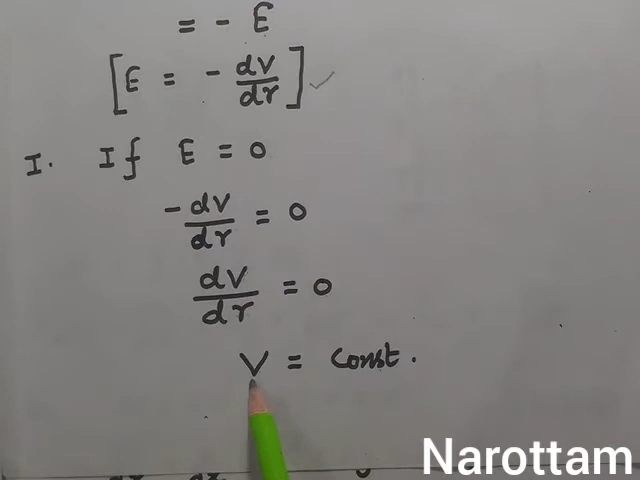 = - E
[E = - dV/dr] ✓
I. If E = 0
- dV/dr = 0
dV/dr = 0
V = Const.
Narottam